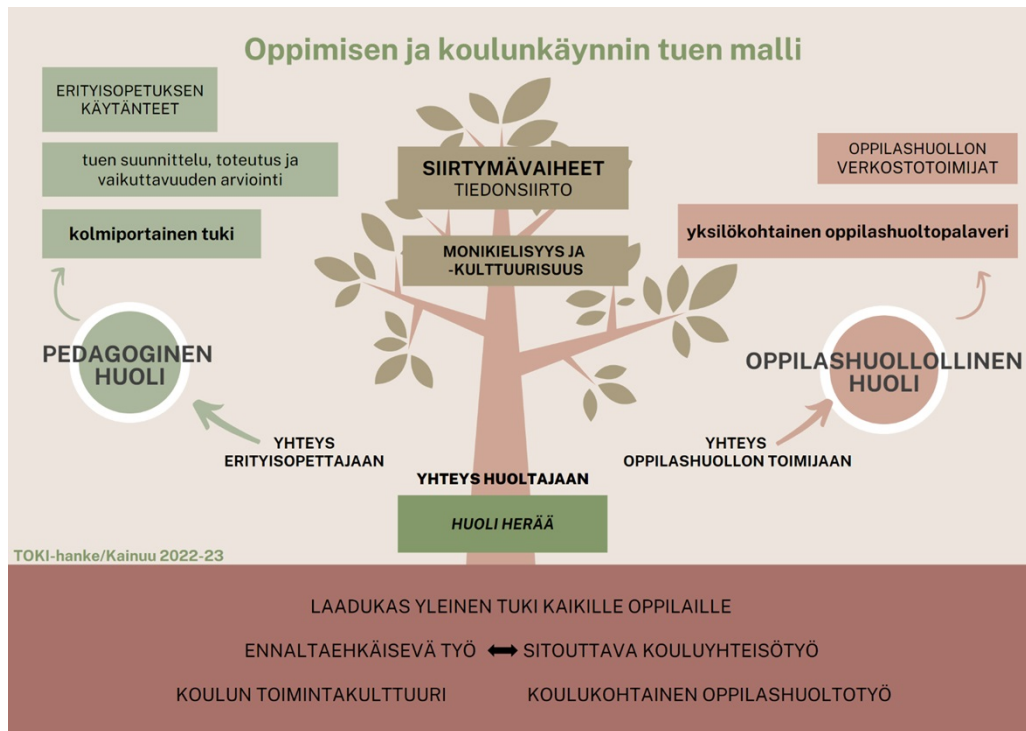 Oppimisen ja koulunkäynnin tuen malli
ERITYISOPETUKSEN
KÄYTÄNTEET
tuen suunnittelu, toteutus ja
vaikuttavuuden arviointi
kolmiportainen tuki
PEDAGOGINEN
HUOLI
YHTEYS
ERITYISOPETTAJAAN
SIIRTYMÄVAIHEET
TIEDONSIIRTO
MONIKIELISYYS JA
-KULTTUURISUUS
OPPILASHUOLLON
VERKOSTOTOIMIJAT
yksilökohtainen oppilashuoltopalaveri
OPPILASHUOLLOLLINEN
HUOLI
YHTEYS
OPPILASHUOLLON TOIMIJAAN
YHTEYS HUOLTAJAAN
HUOLI HERÄÄ
TOKI-hanke/Kainuu 2022-23
LAADUKAS YLEINEN TUKI KAIKILLE OPPILAILLE
ENNALTAEHKÄISEVÄ TYÖ ↔ SITOUTTAVA KOULUYHTEISÖTYÖ
KOULUN TOIMINTAKULTTUURI KOULUKOHTAINEN OPPILASHUOLTOTYÖ